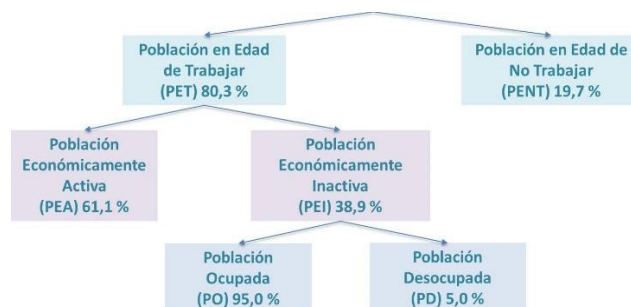 Población en Edad
de Trabajar
(PET) 80,3 %
Población en Edad de
No Trabajar
(PENT) 19,7 %
Población
Económicamente
Activa
(PEA) 61,1 %
Población
Económicamente
Inactiva
(PEI) 38,9 %
Población
Ocupada
(PO) 95,0 %
Población
Desocupada
(PD) 5,0 %